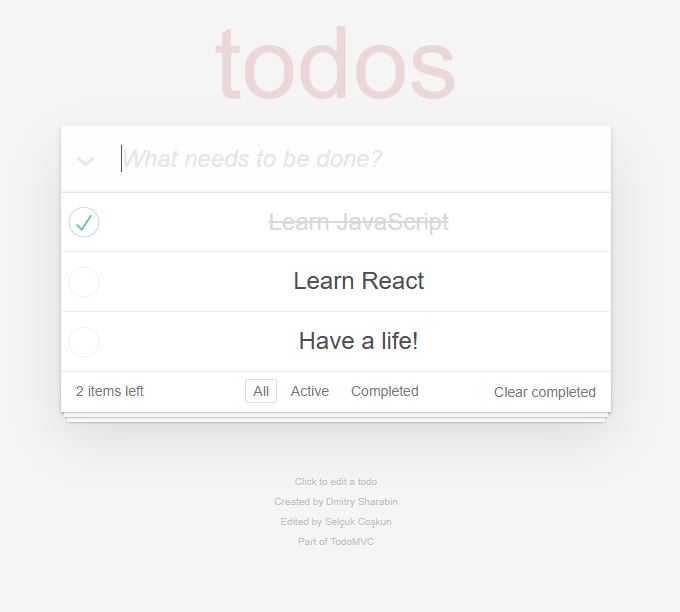 todos
What needs to be done?
Learn JavaScript
Learn React
Have a life!
2 items left All Active Completed Clear completed
Click to edit a todo
Created by Dmitry Sharabin
Edited by Selçuk Coşkun
Part of TodoMVC